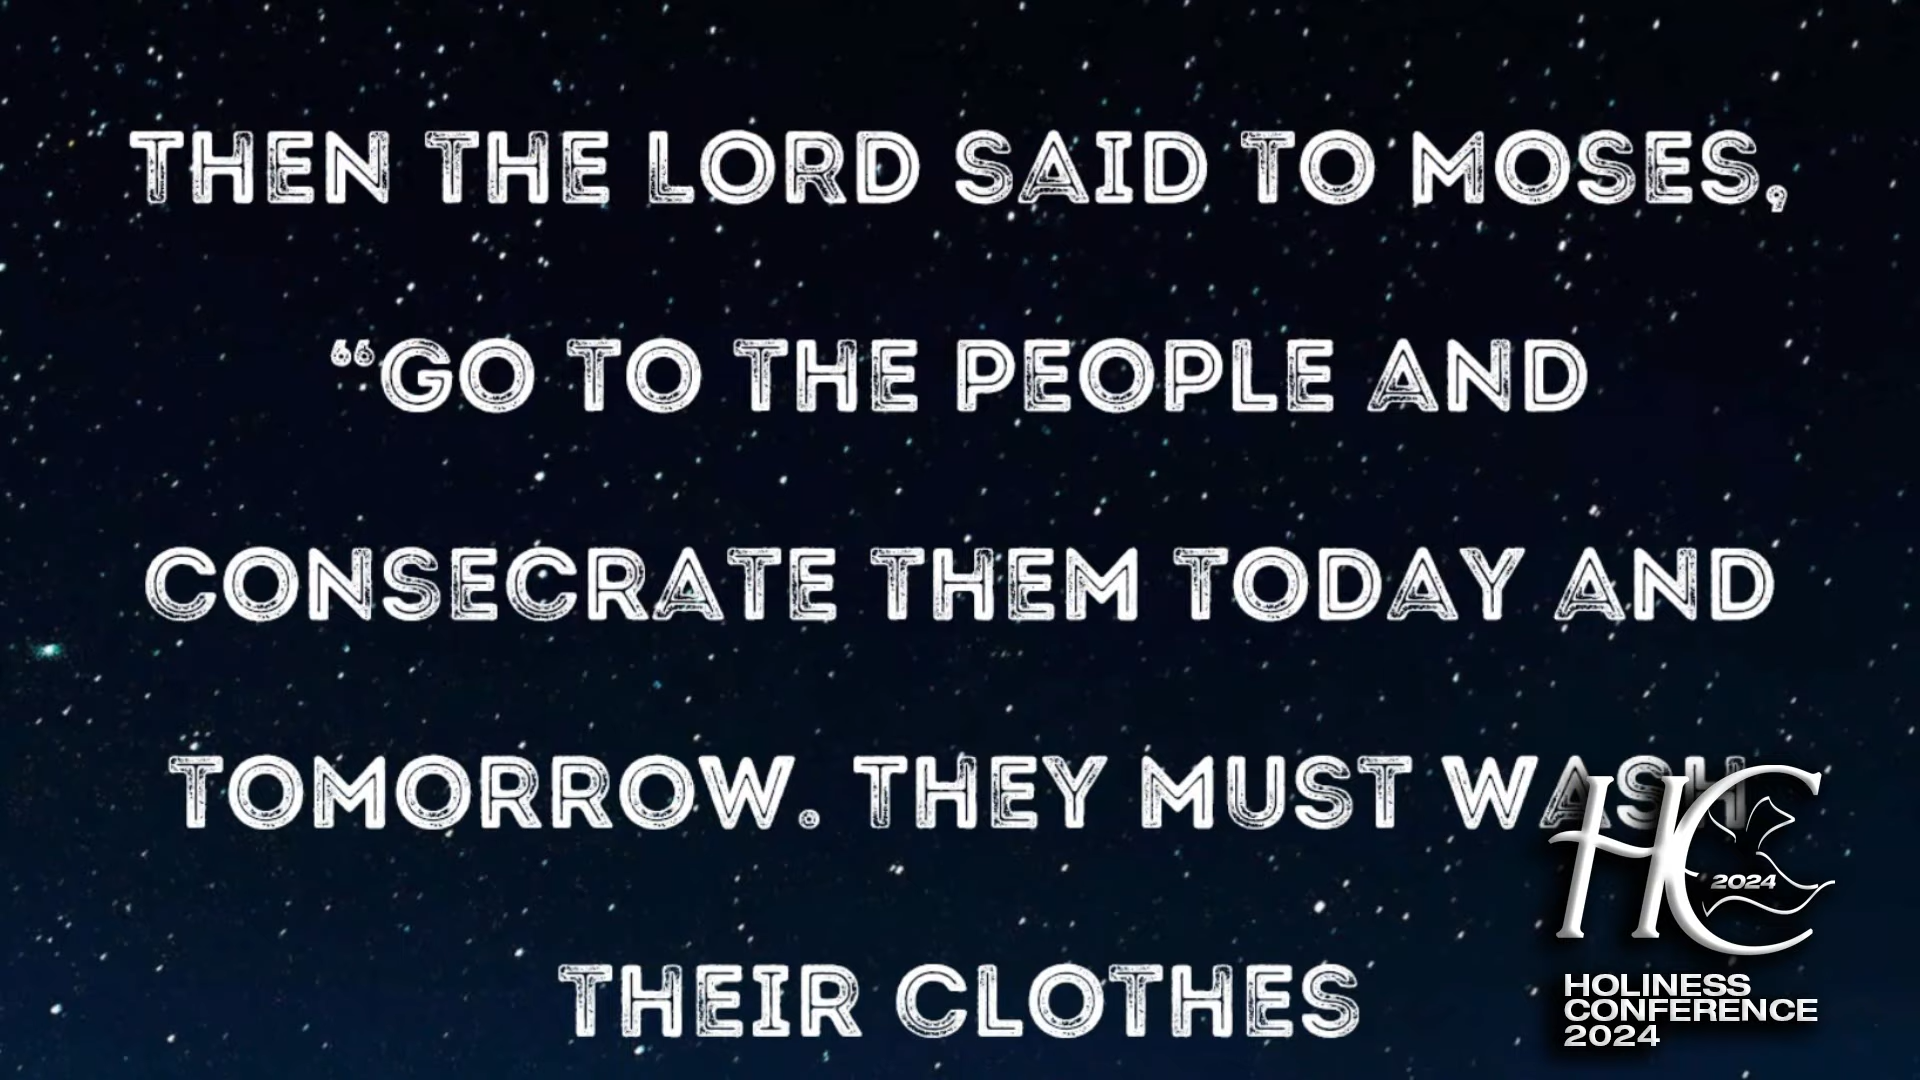 THEN THE LORD SAID TO MOSES,
“GO TO THE PEOPLE AND
CONSECRATE THEM TODAY AND
TOMORROW. THEY MUST WASH
THEIR CLOTHES
HC
2024
HOLINESS
CONFERENCE
2024